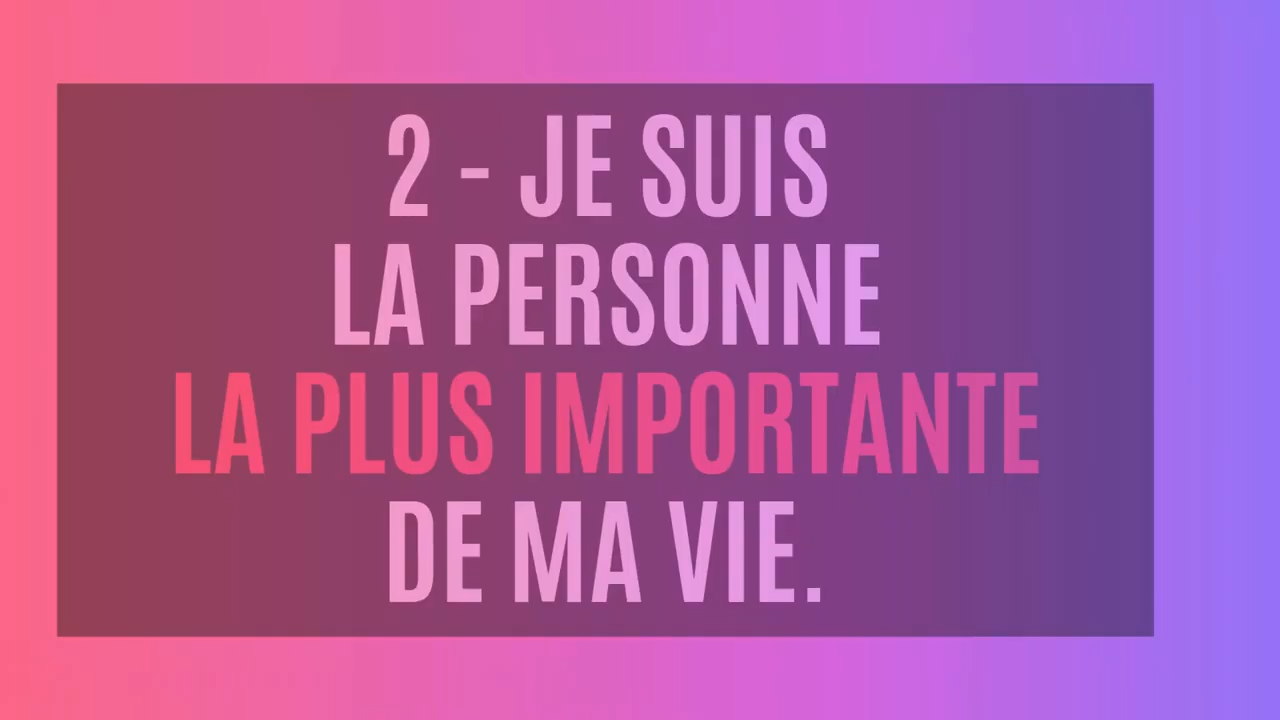 2 - JE SUIS
LA PERSONNE
LA PLUS IMPORTANTE
DE MA VIE.